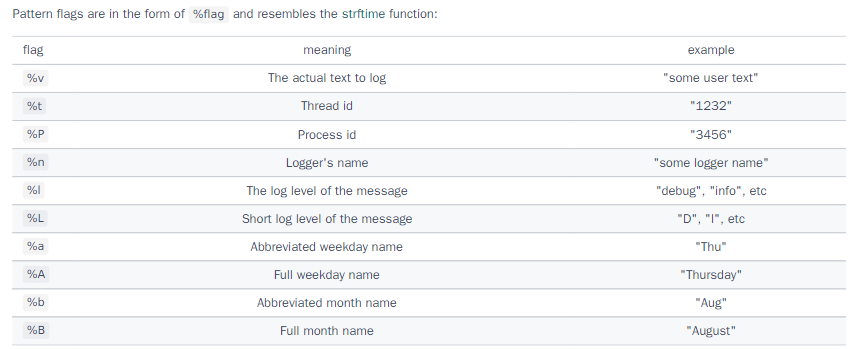 Pattern flags are in the form of %flag and resembles the strftime function:
flag meaning example
%v The actual text to log "some user text"
%t Thread id "1232"
%P Process id "3456"
%n Logger's name "some logger name"
%l The log level of the message "debug", "info", etc
%L Short log level of the message "D", "I", etc
%a Abbreviated weekday name "Thu"
%A Full weekday name "Thursday"
%b Abbreviated month name "Aug"
%B Full month name "August"